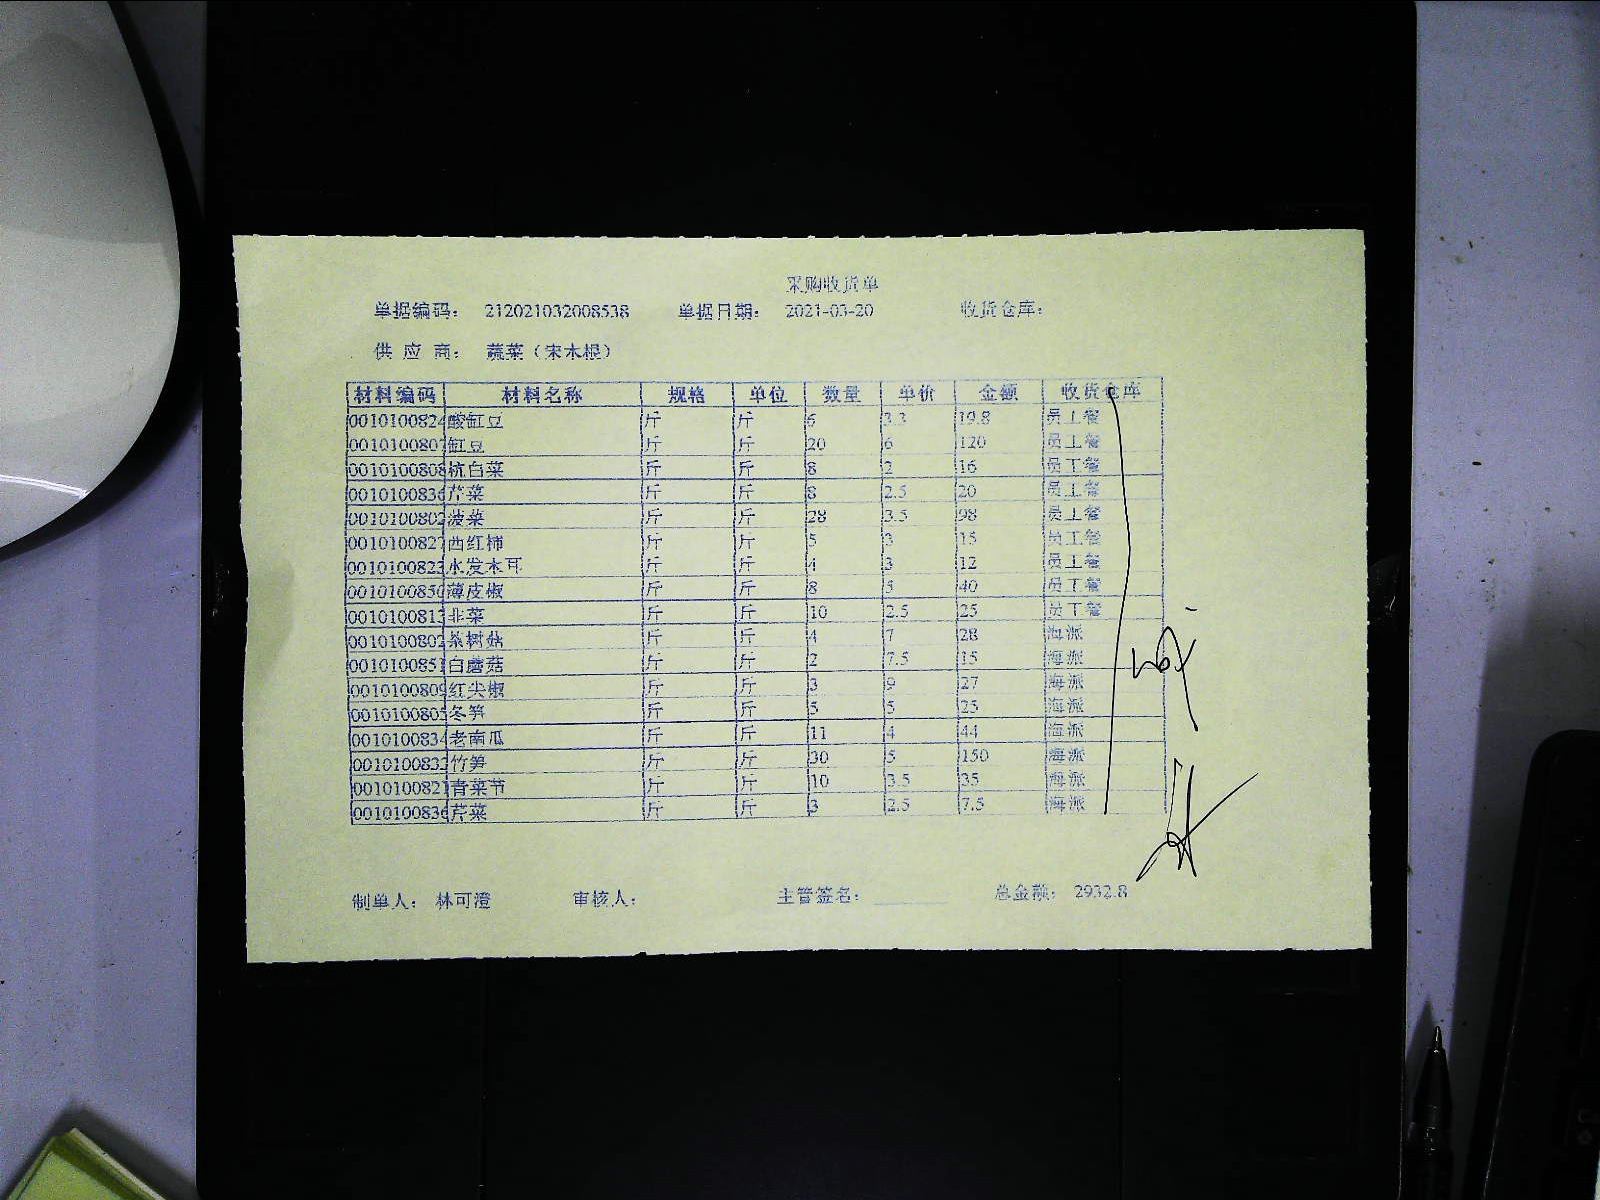 采购收货单
单据编码： 212021032008538 单据日期： 2021-03-20 收货仓库：
供 应 商： 蔬菜（宋木根）
材料编码 材料名称 规格 单位 数量 单价 金额 收货仓库
0010100824 酸缸豆 斤 斤 6 3.3 19.8 员工餐
0010100807 缸豆 斤 斤 20 6 120 员工餐
0010100808 杭白菜 斤 斤 8 2 16 员工餐
0010100836 芹菜 斤 斤 8 2.5 20 员工餐
0010100802 菠菜 斤 斤 28 3.5 98 员工餐
0010100827 西红柿 斤 斤 5 3 15 员工餐
0010100823 水发木耳 斤 斤 4 3 12 员工餐
0010100850 薄皮椒 斤 斤 8 5 40 员工餐
0010100813 韭菜 斤 斤 10 2.5 25 员工餐
0010100802 茶树菇 斤 斤 4 7 28 海派
0010100851 白蘑菇 斤 斤 2 7.5 15 海派
0010100809 红尖椒 斤 斤 3 9 27 海派
0010100805 冬笋 斤 斤 5 5 25 海派
0010100834 老南瓜 斤 斤 11 4 44 海派
0010100833 竹笋 斤 斤 30 5 150 海派
0010100821 青菜节 斤 斤 10 3.5 35 海派
0010100836 芹菜 斤 斤 3 2.5 7.5 海派
制单人： 林可澄 审核人： 主管签名： 总金额： 2932.8